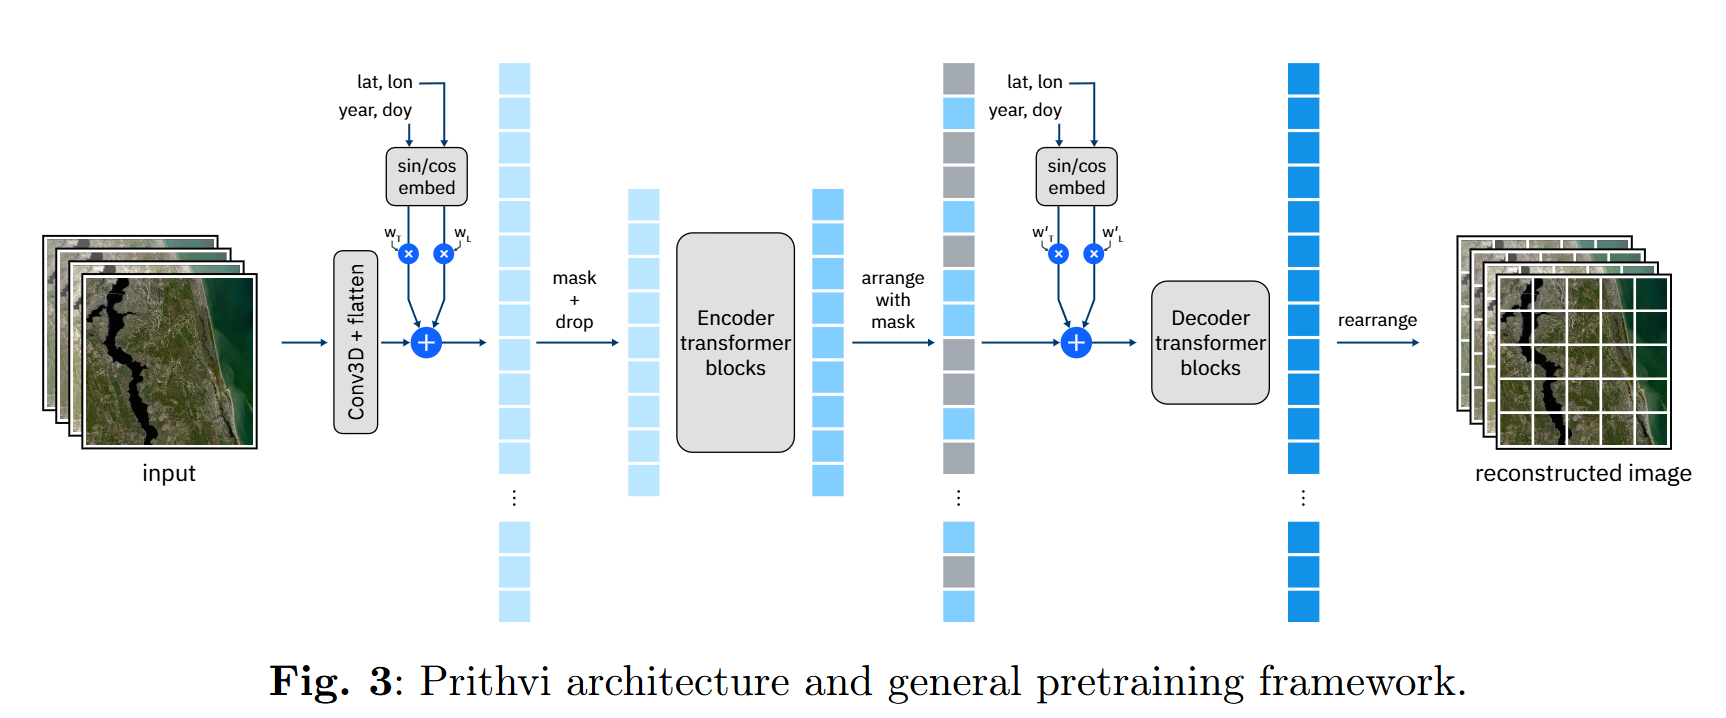 lat, lon
year, doy
sin/cos
embed
w_T
w_L
Conv3D + flatten
input
mask
+
drop
Encoder
transformer
blocks
arrange
with
mask
lat, lon
year, doy
sin/cos
embed
w'_T
w'_L
Decoder
transformer
blocks
rearrange
reconstructed image
Fig. 3: Prithvi architecture and general pretraining framework.